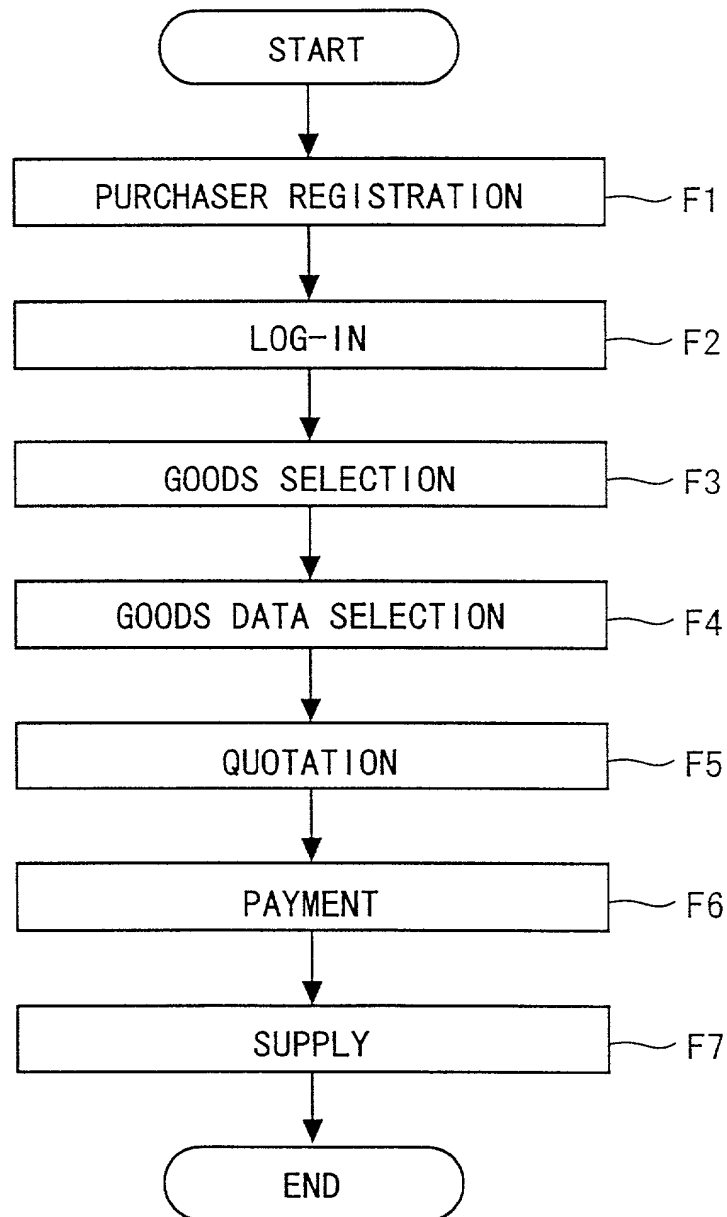 START
PURCHASER REGISTRATION F1
LOG-IN F2
GOODS SELECTION F3
GOODS DATA SELECTION F4
QUOTATION F5
PAYMENT F6
SUPPLY F7
END